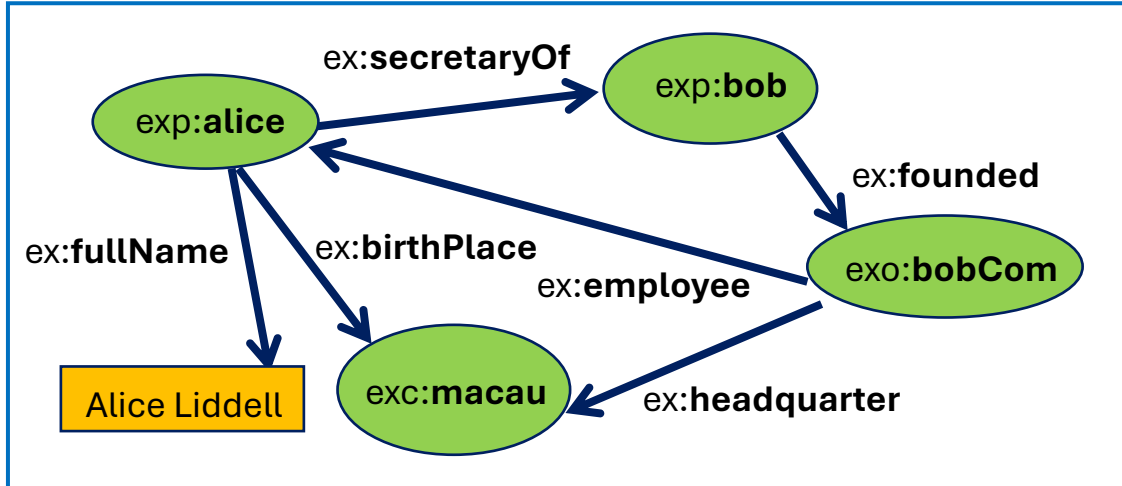 ex:secretaryOf
exp:bob
exp:alice
ex:founded
ex:fullName
ex:birthPlace
ex:employee
exo:bobCom
Alice Liddell
exc:macau
ex:headquarter